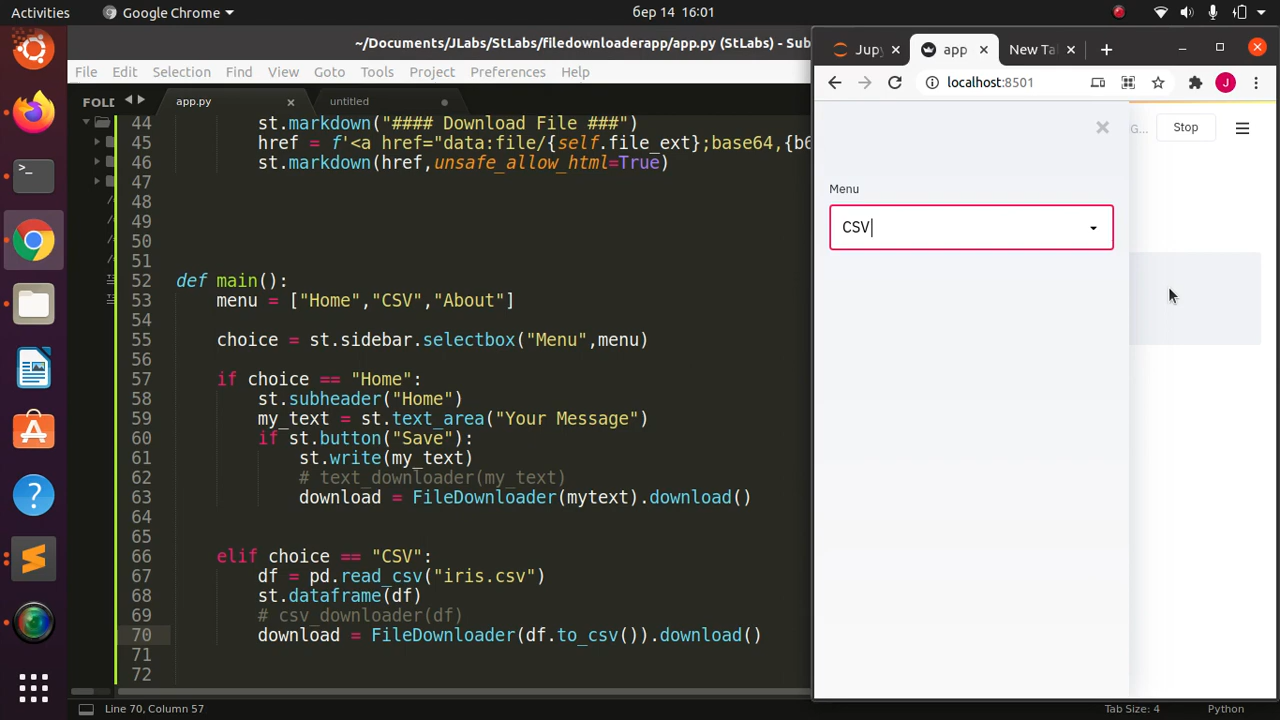 Activities Google Chrome бер 14 16:01
~/Documents/JLabs/StLabs/filedownloaderapp/app.py (StLabs) - Sub
File Edit Selection Find View Goto Tools Project Preferences Help
FOLD app.py untitled
44 st.markdown("#### Download File ###")
45 href = f'<a href="data:file/{self.file_ext};base64,{b6
46 st.markdown(href,unsafe_allow_html=True)
47
48
49
50
51
52 def main():
53 menu = ["Home","CSV","About"]
54
55 choice = st.sidebar.selectbox("Menu",menu)
56
57 if choice == "Home":
58 st.subheader("Home")
59 my_text = st.text_area("Your Message")
60 if st.button("Save"):
61 st.write(my_text)
62 # text_downloader(my_text)
63 download = FileDownloader(mytext).download()
64
65
66 elif choice == "CSV":
67 df = pd.read_csv("iris.csv")
68 st.dataframe(df)
69 # csv_downloader(df)
70 download = FileDownloader(df.to_csv()).download()
71
72
Line 70, Column 57 Tab Size: 4 Python
Jupy app New Ta
localhost:8501
G... Stop
Menu
CSV